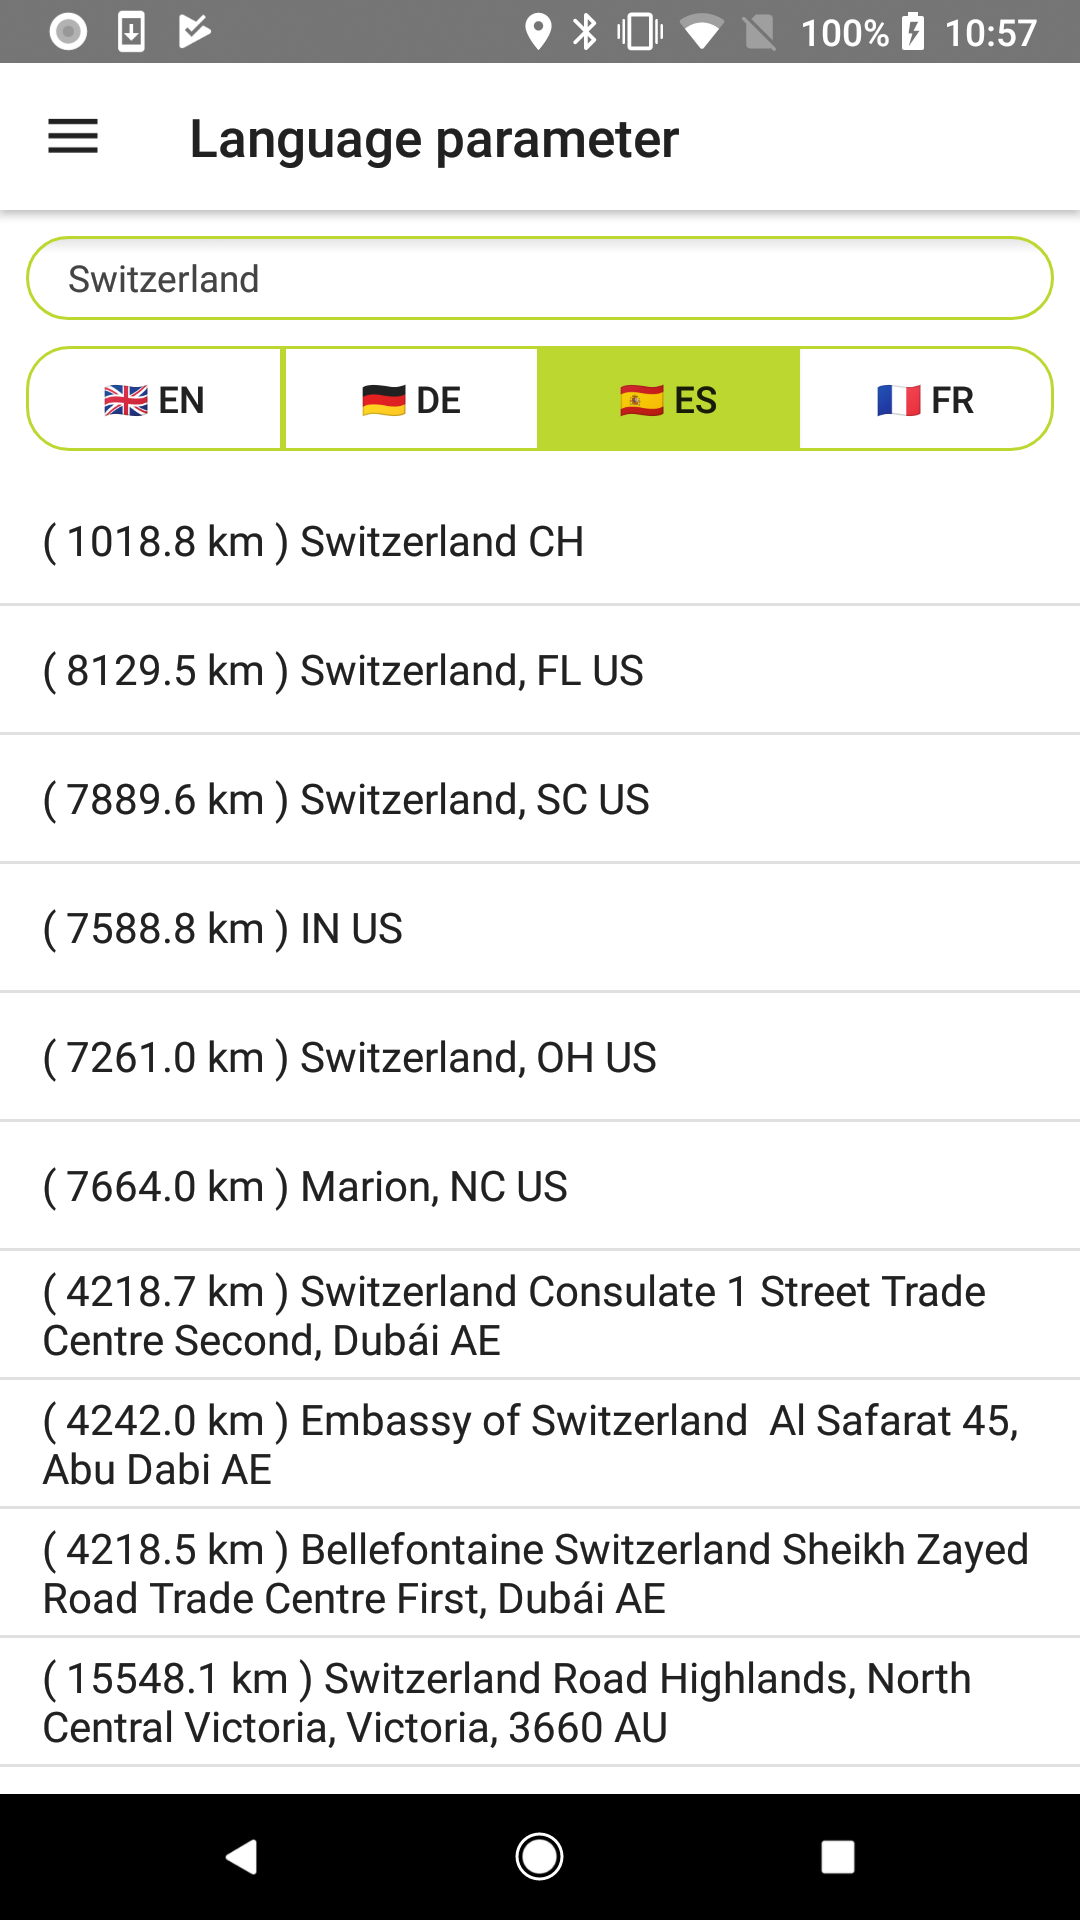 100% 10:57
Language parameter
Switzerland
EN DE ES FR
( 1018.8 km ) Switzerland CH
( 8129.5 km ) Switzerland, FL US
( 7889.6 km ) Switzerland, SC US
( 7588.8 km ) IN US
( 7261.0 km ) Switzerland, OH US
( 7664.0 km ) Marion, NC US
( 4218.7 km ) Switzerland Consulate 1 Street Trade
Centre Second, Dubái AE
( 4242.0 km ) Embassy of Switzerland  Al Safarat 45,
Abu Dabi AE
( 4218.5 km ) Bellefontaine Switzerland Sheikh Zayed
Road Trade Centre First, Dubái AE
( 15548.1 km ) Switzerland Road Highlands, North
Central Victoria, Victoria, 3660 AU